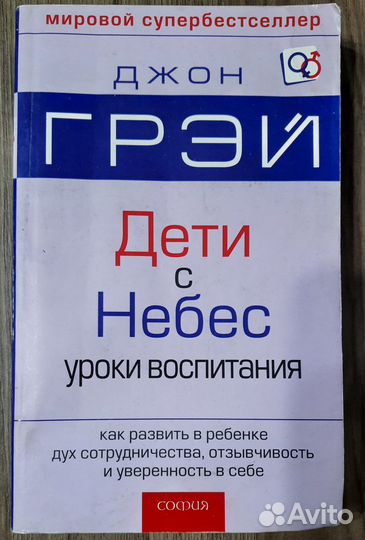 мировой супербестселлер
ДЖОН
ГРЭЙ
Дети
с
Небес
уроки воспитания
как развить в ребенке
дух сотрудничества, отзывчивость
и уверенность в себе
СОФИЯ
Avito